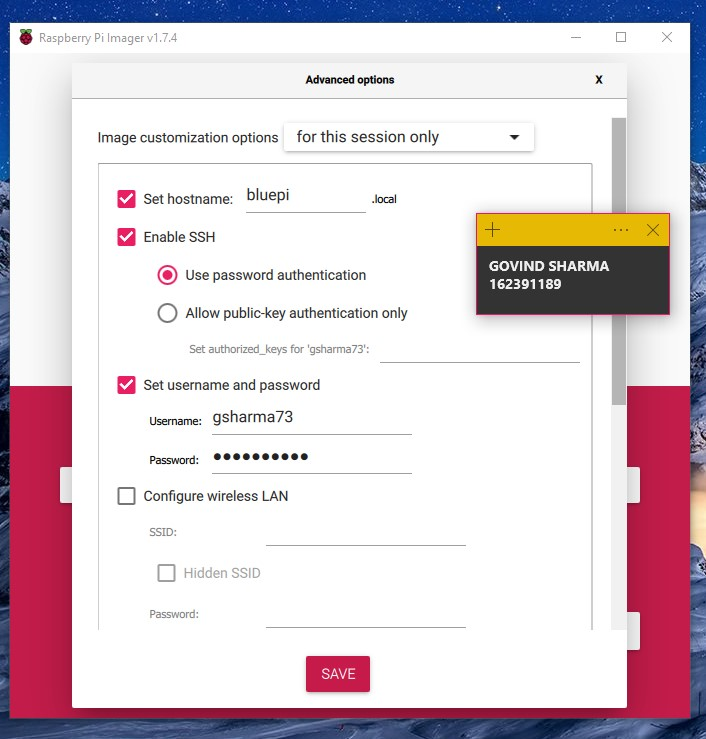 Raspberry Pi Imager v1.7.4
Advanced options
X
Image customization options for this session only
Set hostname: bluepi .local
Enable SSH
GOVIND SHARMA
162391189
Use password authentication
Allow public-key authentication only
Set authorized_keys for 'gsharma73':
Set username and password
Username: gsharma73
Password: ●●●●●●●●●●
Configure wireless LAN
SSID:
Hidden SSID
Password:
SAVE